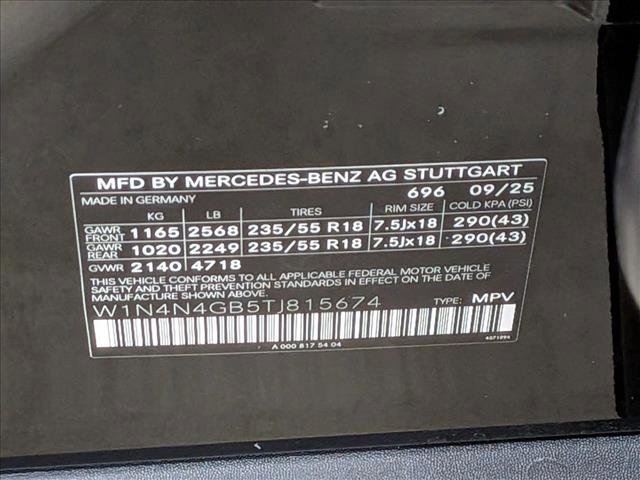 MFD BY MERCEDES-BENZ AG STUTTGART
MADE IN GERMANY 696 09/25
KG LB TIRES RIM SIZE COLD KPA (PSI)
GAWR FRONT 1165 2568 235/55 R18 7.5Jx18 290(43)
GAWR REAR 1020 2249 235/55 R18 7.5Jx18 290(43)
GVWR 2140 4718
THIS VEHICLE CONFORMS TO ALL APPLICABLE FEDERAL MOTOR VEHICLE
SAFETY AND THEFT PREVENTION STANDARDS IN EFFECT ON THE DATE OF
MANUFACTURE SHOWN ABOVE.
W1N4N4GB5TJ815674 TYPE: MPV
A 000 817 54 04